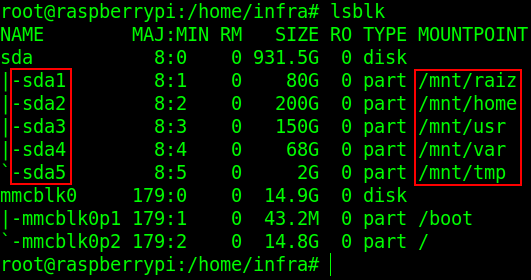 root@raspberrypi:/home/infra# lsblk
NAME        MAJ:MIN RM   SIZE RO TYPE MOUNTPOINT
sda           8:0    0 931.5G  0 disk
|-sda1        8:1    0    80G  0 part /mnt/raiz
|-sda2        8:2    0   200G  0 part /mnt/home
|-sda3        8:3    0   150G  0 part /mnt/usr
|-sda4        8:4    0    68G  0 part /mnt/var
`-sda5        8:5    0     2G  0 part /mnt/tmp
mmcblk0     179:0    0  14.9G  0 disk
|-mmcblk0p1 179:1    0  43.2M  0 part /boot
`-mmcblk0p2 179:2    0  14.8G  0 part /
root@raspberrypi:/home/infra#